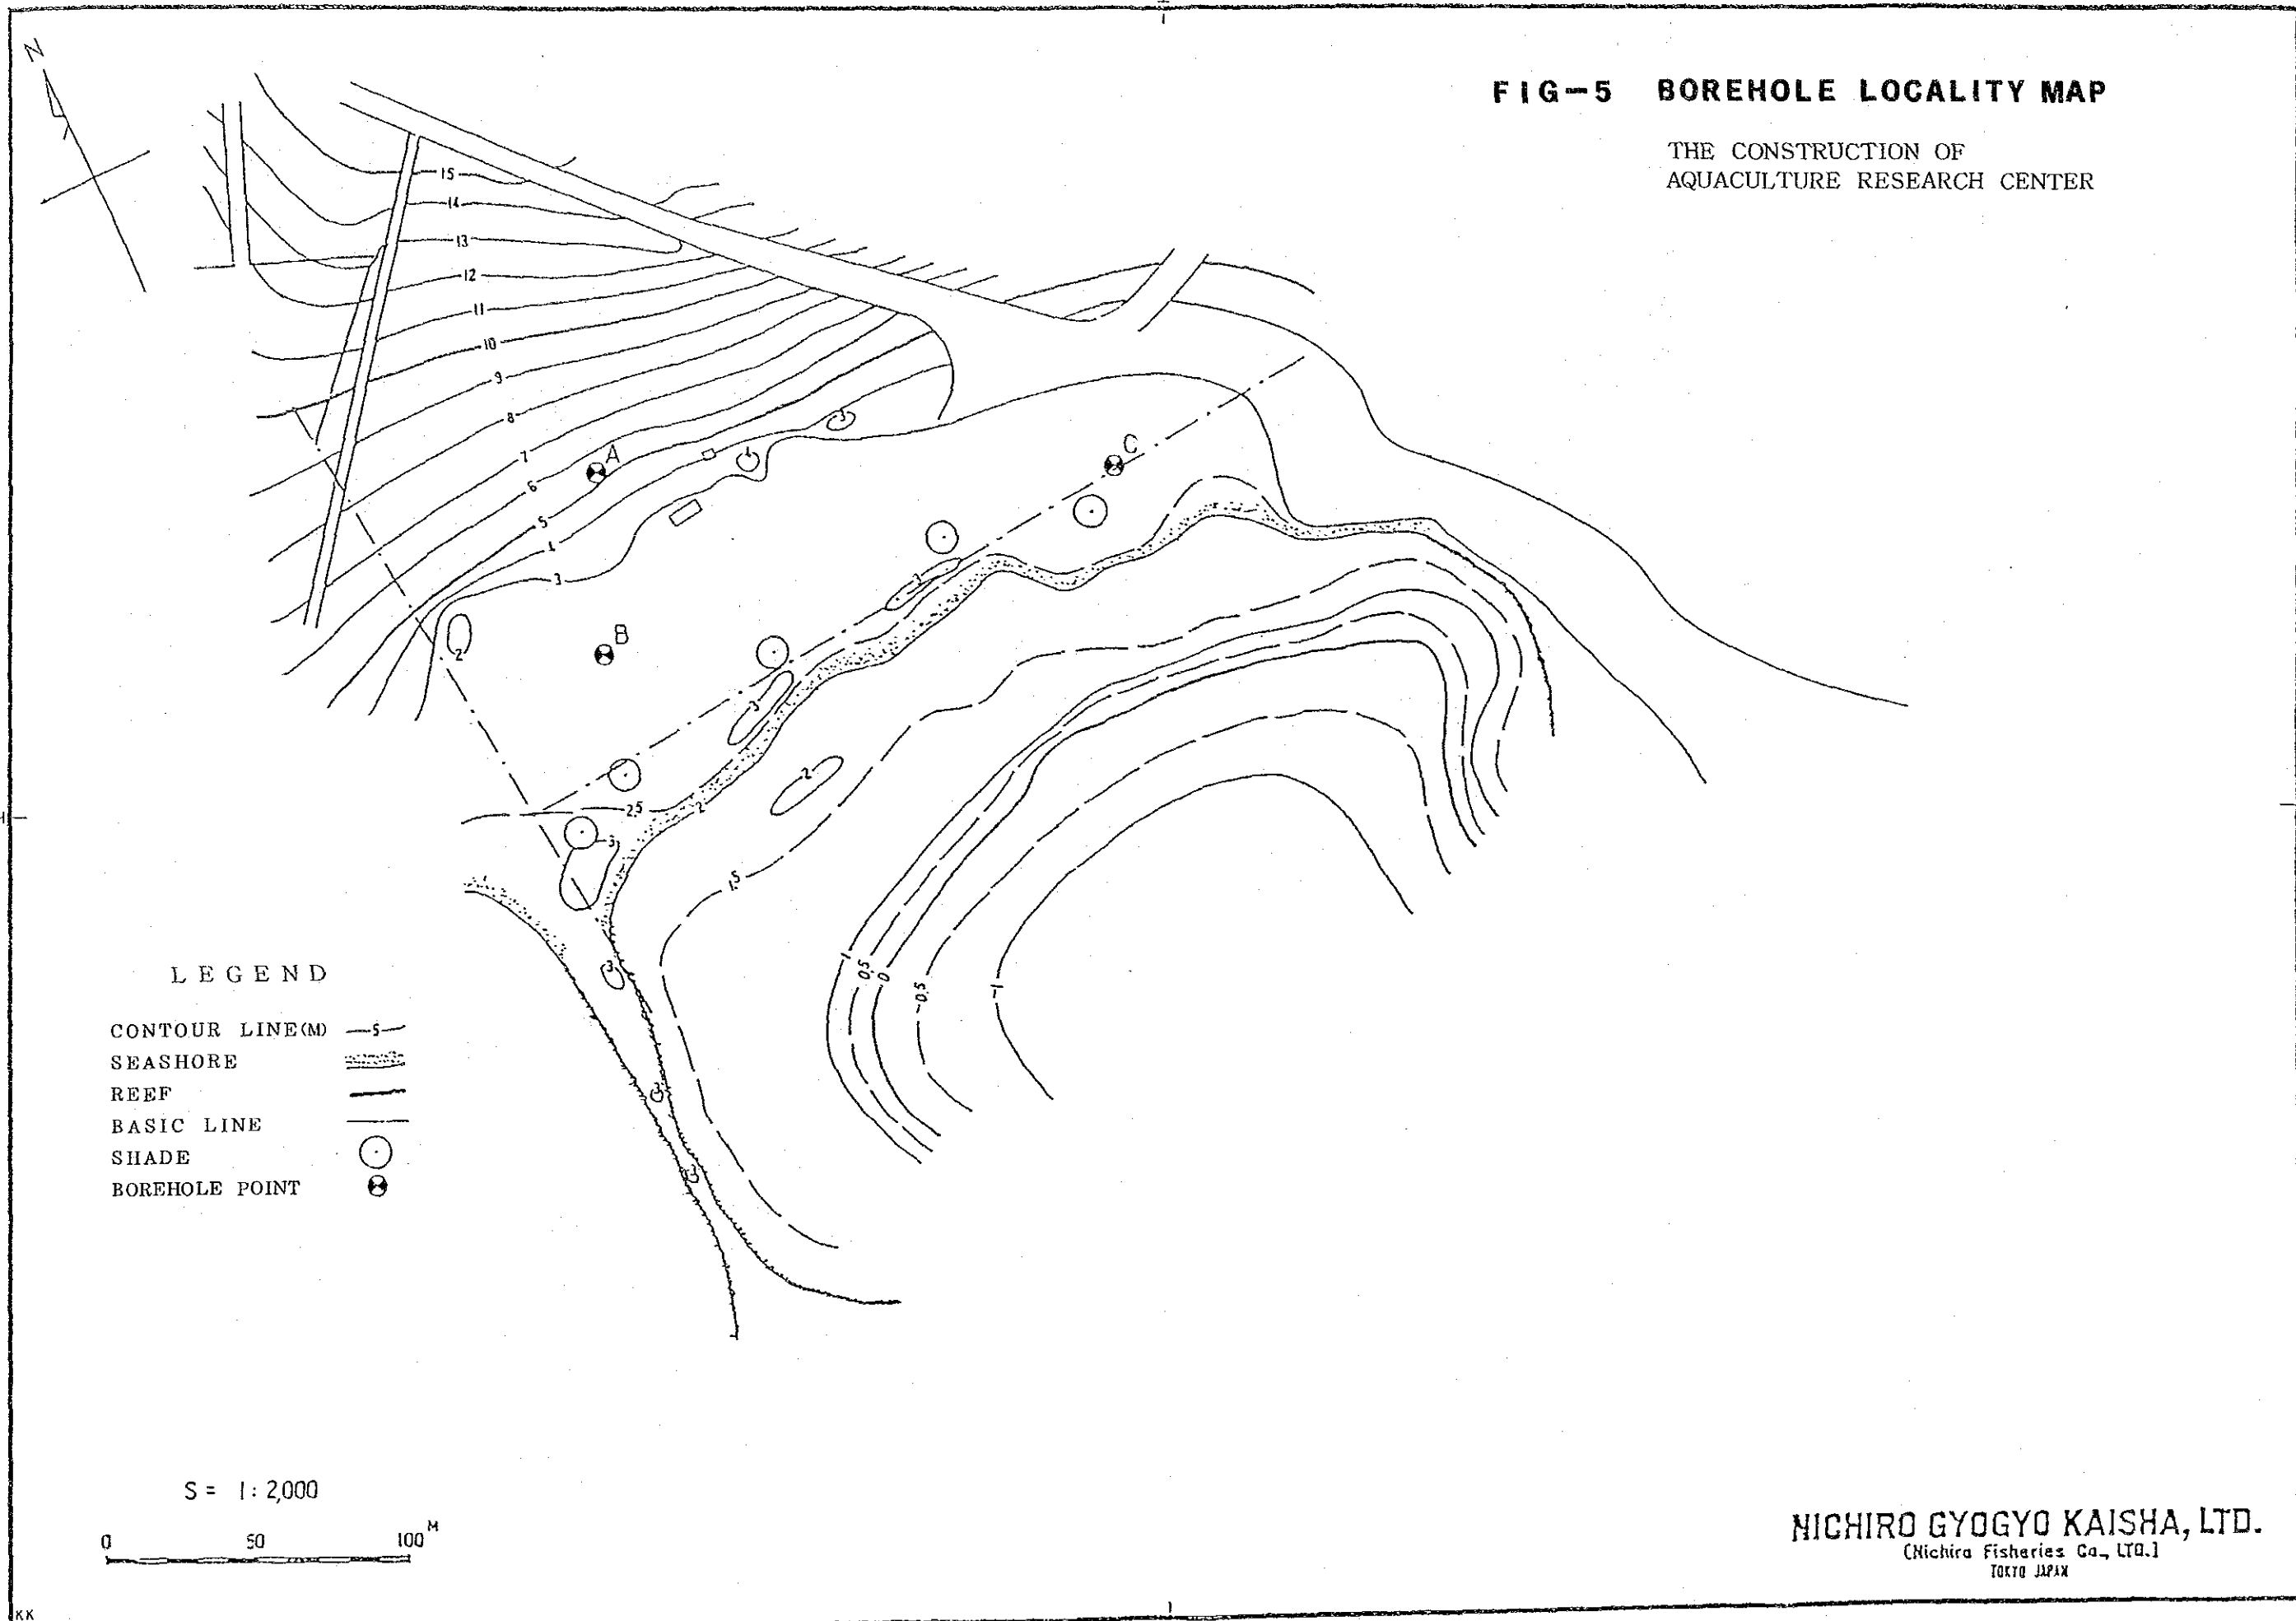 N
FIG-5 BOREHOLE LOCALITY MAP
THE CONSTRUCTION OF
AQUACULTURE RESEARCH CENTER
15
14
13
12
11
10
9
8
7
6
5
4
3
3
A
B
C
2
3
3
2
2.5
2
3
1.5
3
1
0.5
0
-0.5
-1
3
3
LEGEND
CONTOUR LINE(M) 5
SEASHORE
REEF
BASIC LINE
SHADE
BOREHOLE POINT
S = 1:2,000
0 50 100 M
NICHIRO GYOGYO KAISHA, LTD.
(Nichiro Fisheries Co., LTD.]
TOKYO JAPAN
KK